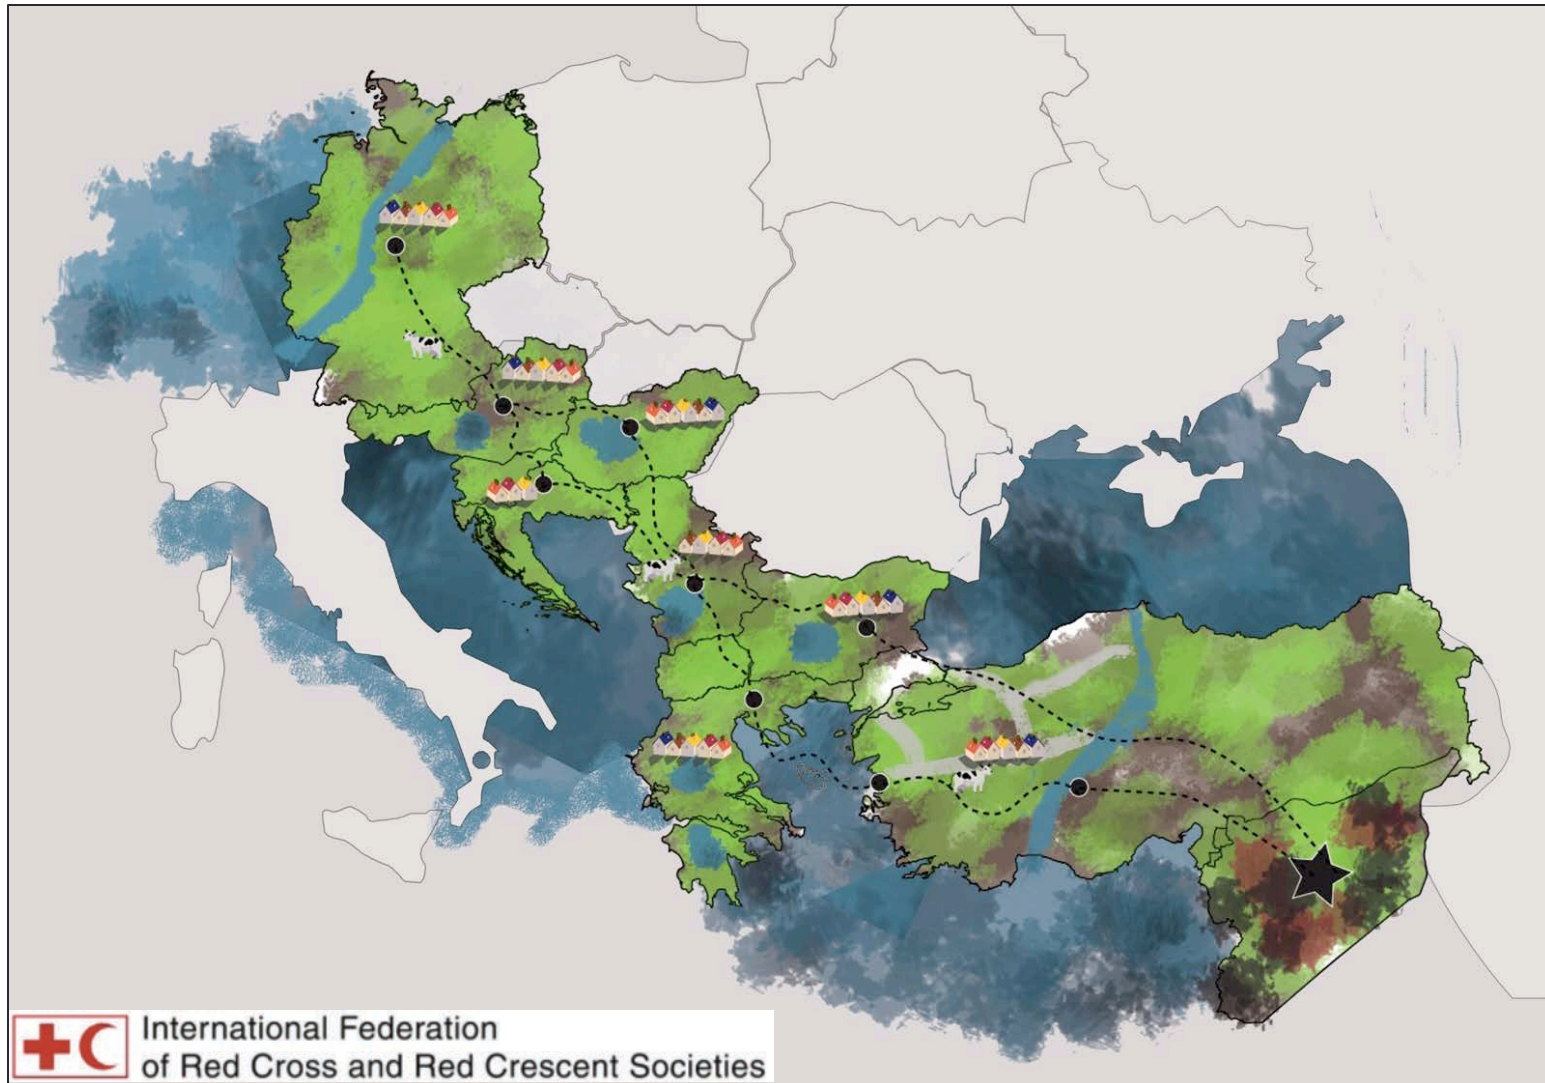 International Federation
of Red Cross and Red Crescent Societies